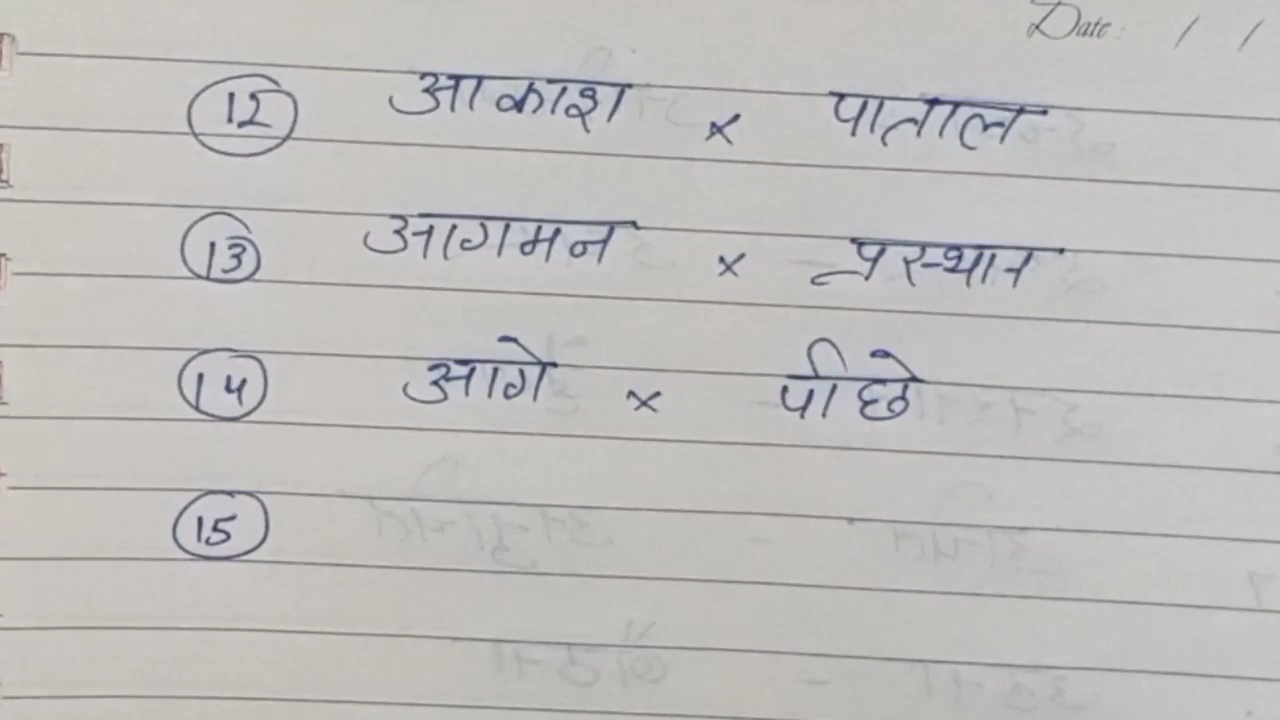 Date: / /
12 आकाश × पाताल
13 आगमन × प्रस्थान
14 आगे × पीछे
15